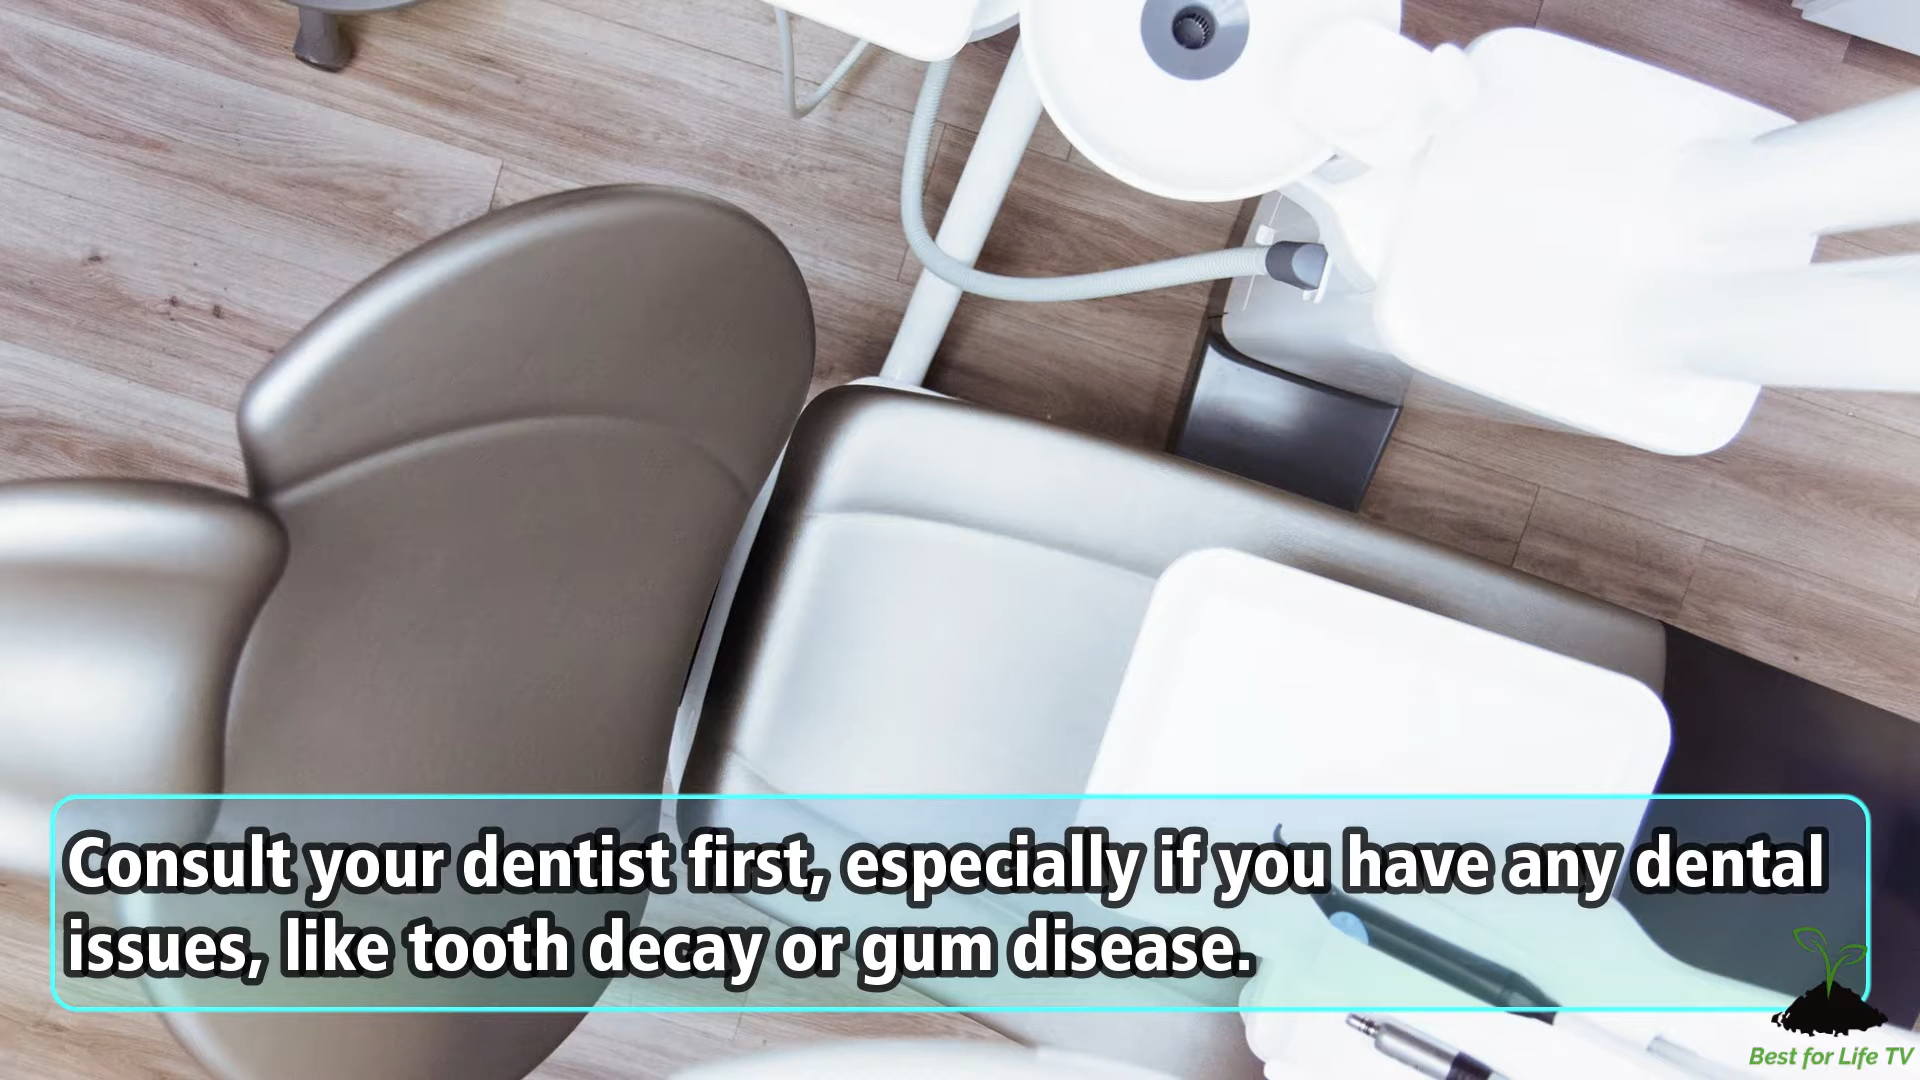 Consult your dentist first, especially if you have any dental
issues, like tooth decay or gum disease.
Best for Life TV